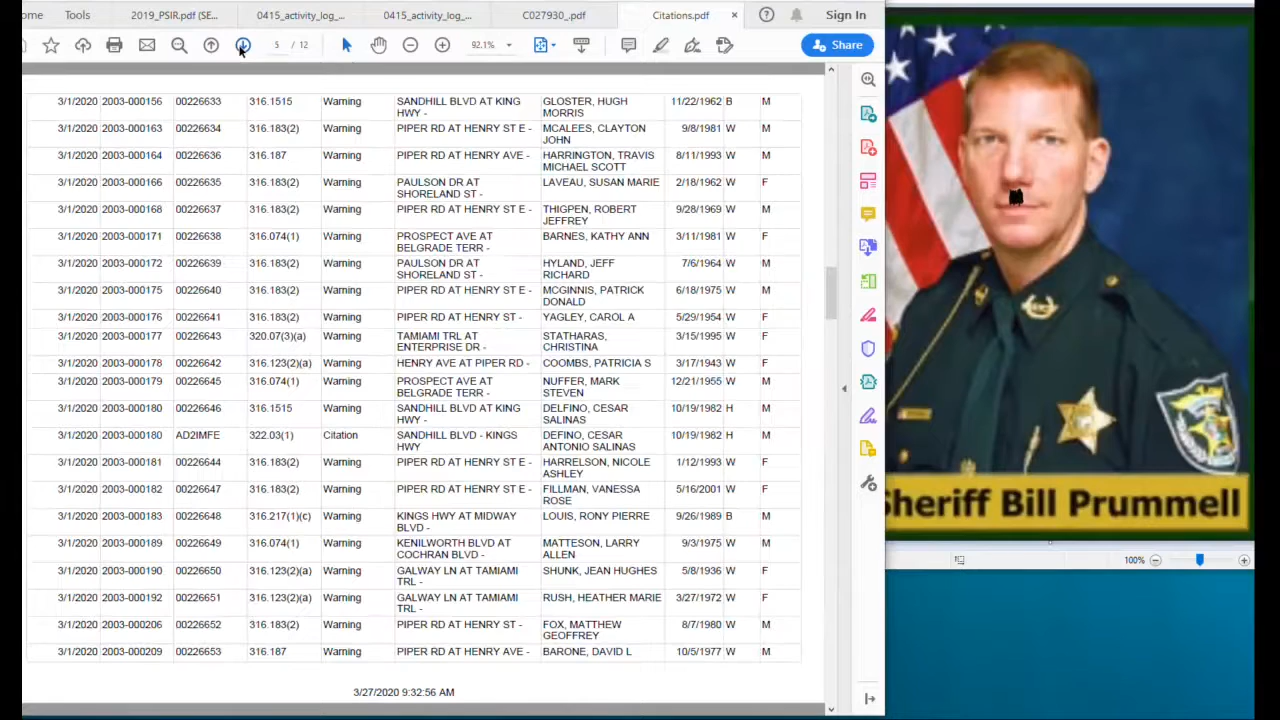 ome Tools 2019_PSIR.pdf (SE... 0415_activity_log_... 0415_activity_log_... C027930_.pdf Citations.pdf × ? Sign In
5 / 12 92.1% Share
3/1/2020 2003-000156 00226633 316.1515 Warning SANDHILL BLVD AT KING GLOSTER, HUGH 11/22/1962 B M
HWY - MORRIS
3/1/2020 2003-000163 00226634 316.183(2) Warning PIPER RD AT HENRY ST E - MCALEES, CLAYTON 9/8/1981 W M
JOHN
3/1/2020 2003-000164 00226636 316.187 Warning PIPER RD AT HENRY AVE - HARRINGTON, TRAVIS 8/11/1993 W M
MICHAEL SCOTT
3/1/2020 2003-000166 00226635 316.183(2) Warning PAULSON DR AT LAVEAU, SUSAN MARIE 2/18/1962 W F
SHORELAND ST -
3/1/2020 2003-000168 00226637 316.183(2) Warning PIPER RD AT HENRY ST E - THIGPEN, ROBERT 9/28/1969 W M
JEFFREY
3/1/2020 2003-000171 00226638 316.074(1) Warning PROSPECT AVE AT BARNES, KATHY ANN 3/11/1981 W F
BELGRADE TERR -
3/1/2020 2003-000172 00226639 316.183(2) Warning PAULSON DR AT HYLAND, JEFF 7/6/1964 W M
SHORELAND ST - RICHARD
3/1/2020 2003-000175 00226640 316.183(2) Warning PIPER RD AT HENRY ST E - MCGINNIS, PATRICK 6/18/1975 W M
DONALD
3/1/2020 2003-000176 00226641 316.183(2) Warning PIPER RD AT HENRY ST - YAGLEY, CAROL A 5/29/1954 W F
3/1/2020 2003-000177 00226643 320.07(3)(a) Warning TAMIAMI TRL AT STATHARAS, 3/15/1995 W F
ENTERPRISE DR - CHRISTINA
3/1/2020 2003-000178 00226642 316.123(2)(a) Warning HENRY AVE AT PIPER RD - COOMBS, PATRICIA S 3/17/1943 W F
3/1/2020 2003-000179 00226645 316.074(1) Warning PROSPECT AVE AT NUFFER, MARK 12/21/1955 W M
BELGRADE TERR - STEVEN
3/1/2020 2003-000180 00226646 316.1515 Warning SANDHILL BLVD AT KING DELFINO, CESAR 10/19/1982 H M
HWY - SALINAS
3/1/2020 2003-000180 AD2IMFE 322.03(1) Citation SANDHILL BLVD - KINGS DEFINO, CESAR 10/19/1982 H M
HWY ANTONIO SALINAS
3/1/2020 2003-000181 00226644 316.183(2) Warning PIPER RD AT HENRY ST E - HARRELSON, NICOLE 1/12/1993 W F
ASHLEY
3/1/2020 2003-000182 00226647 316.183(2) Warning PIPER RD AT HENRY ST E - FILLMAN, VANESSA 5/16/2001 W F
ROSE
3/1/2020 2003-000183 00226648 316.217(1)(c) Warning KINGS HWY AT MIDWAY LOUIS, RONY PIERRE 9/26/1989 B M
BLVD -
3/1/2020 2003-000189 00226649 316.074(1) Warning KENILWORTH BLVD AT MATTESON, LARRY 9/3/1975 W M
COCHRAN BLVD - ALLEN
3/1/2020 2003-000190 00226650 316.123(2)(a) Warning GALWAY LN AT TAMIAMI SPUNK, JEAN HUGHES 5/8/1936 W F
TRL -
3/1/2020 2003-000192 00226651 316.123(2)(a) Warning GALWAY LN AT TAMIAMI RUSH, HEATHER MARIE 3/27/1972 W F
TRL -
3/1/2020 2003-000206 00226652 316.183(2) Warning PIPER RD AT HENRY ST - FOX, MATTHEW 8/7/1980 W M
GEOFFREY
3/1/2020 2003-000209 00226653 316.187 Warning PIPER RD AT HENRY AVE - BARONE, DAVID L 10/5/1977 W M
3/27/2020 9:32:56 AM
Sheriff Bill Prummell
100%